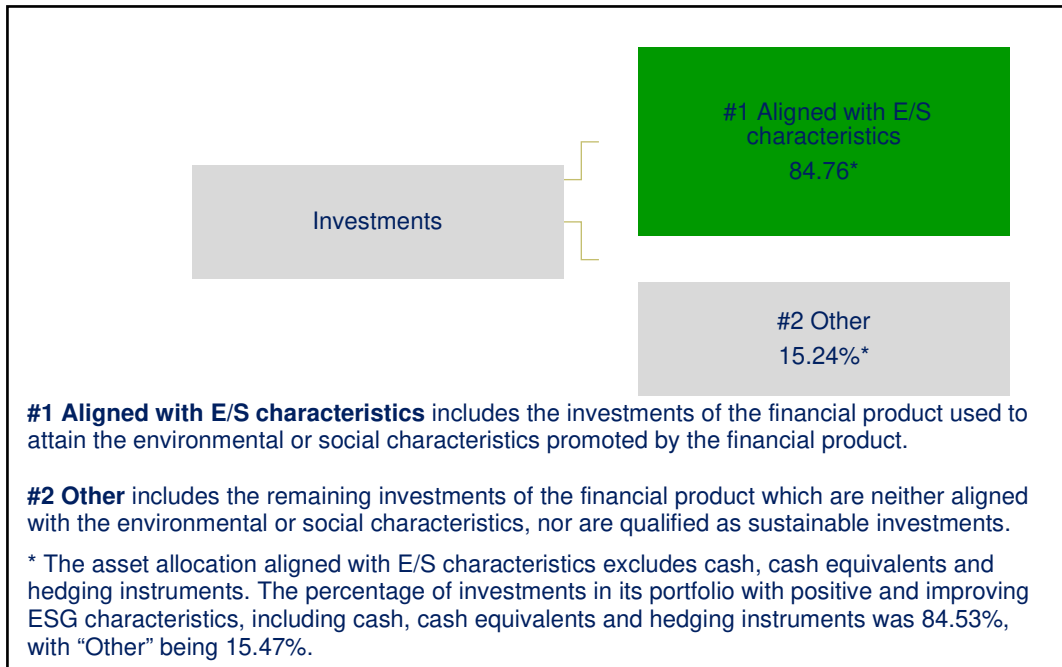 #1 Aligned with E/S
characteristics
84.76*
Investments
#2 Other
15.24%*
#1 Aligned with E/S characteristics includes the investments of the financial product used to
attain the environmental or social characteristics promoted by the financial product.
#2 Other includes the remaining investments of the financial product which are neither aligned
with the environmental or social characteristics, nor are qualified as sustainable investments.
* The asset allocation aligned with E/S characteristics excludes cash, cash equivalents and
hedging instruments. The percentage of investments in its portfolio with positive and improving
ESG characteristics, including cash, cash equivalents and hedging instruments was 84.53%,
with “Other” being 15.47%.